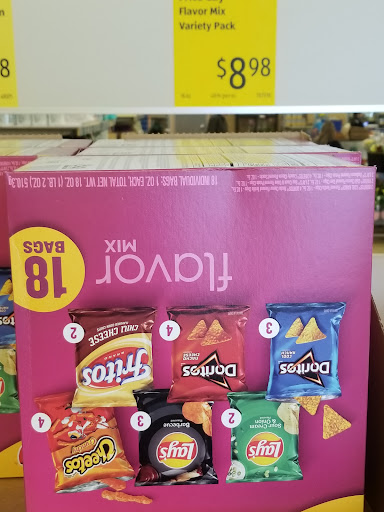 Flavor Mix
Variety Pack
$8.98
8
18 INDIVIDUAL BAGS: 1 OZ. EACH, TOTAL NET WT. 18 OZ (1 LB. 2 OZ.) 510.3g
flavor
MIX
18
BAGS
2
FRITOS
CHILI CHEESE
4
Doritos
NACHO CHEESE
3
Doritos
COOL RANCH
4
Cheetos
3
Lay's
Barbecue
2
Lay's
Sour Cream
& Onion